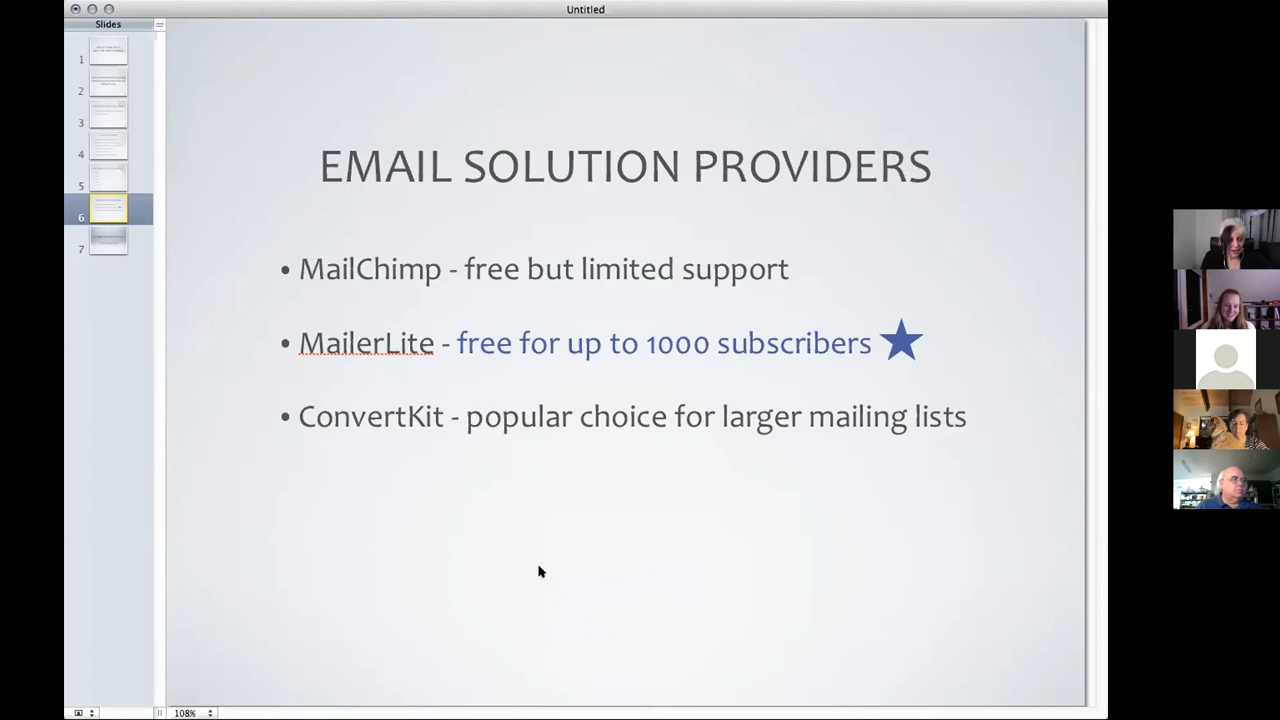 Untitled
Slides
1
2
3
4
5
6
7
EMAIL SOLUTION PROVIDERS
• MailChimp - free but limited support
• MailerLite - free for up to 1000 subscribers
• ConvertKit - popular choice for larger mailing lists
108%